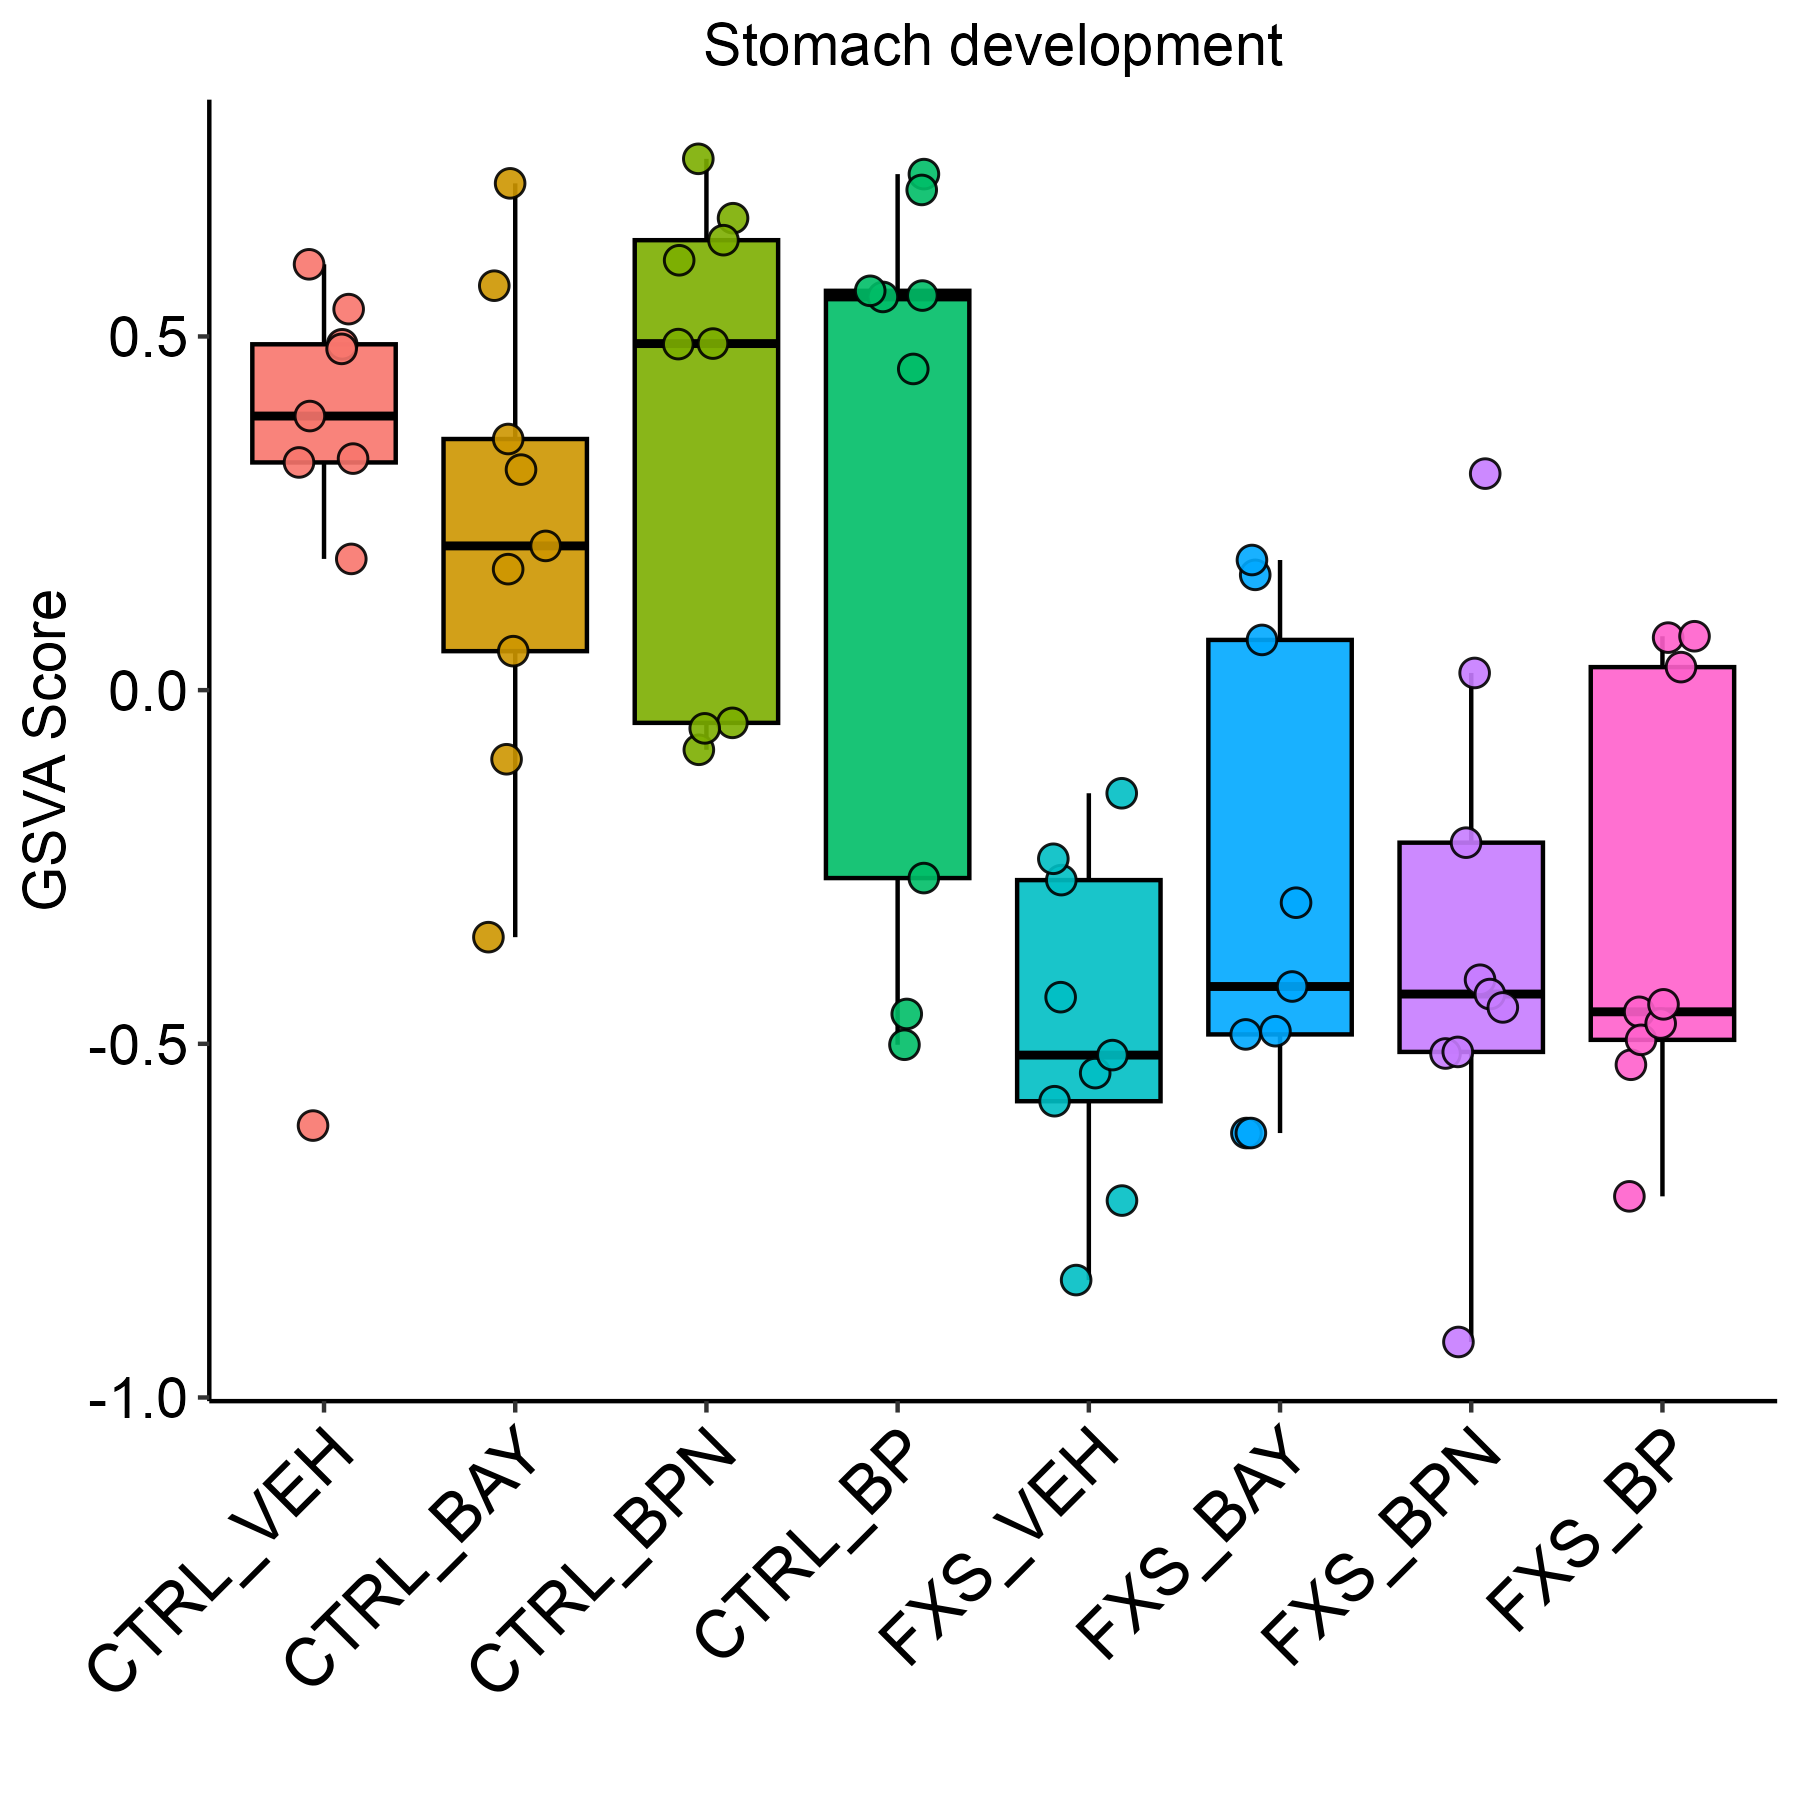 Stomach development
GSVA Score
0.5
0.0
-0.5
-1.0
CTRL_VEH
CTRL_BAY
CTRL_BPN
CTRL_BP
FXS_VEH
FXS_BAY
FXS_BPN
FXS_BP